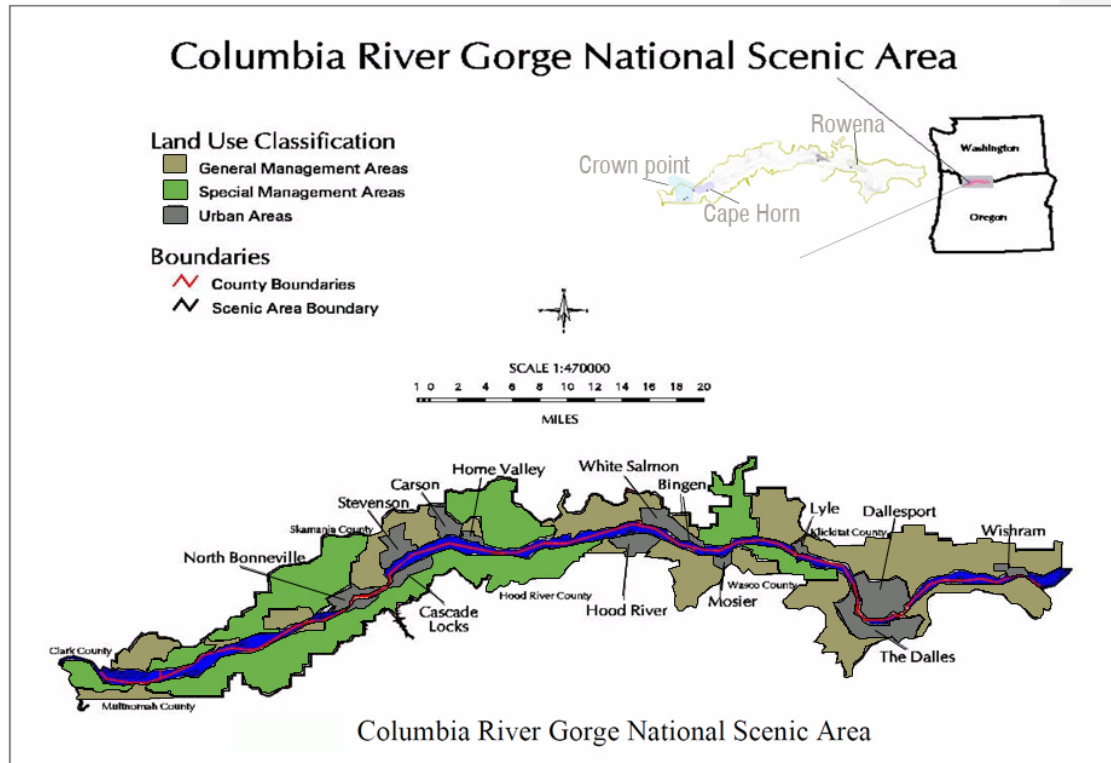 Columbia River Gorge National Scenic Area
Land Use Classification
General Management Areas
Special Management Areas
Urban Areas
Boundaries
County Boundaries
Scenic Area Boundary
Rowena
Crown point
Cape Horn
Washington
Oregon
SCALE 1:470000
1 0 2 4 6 8 10 12 14 16 18 20
MILES
Home Valley
White Salmon
Carson
Bingen
Stevenson
Lyle
Dallesport
Skamania County
Klickitat County
Wishram
North Bonneville
Wasco County
Hood River County
Cascade
Locks
Hood River
Mosier
Clark County
The Dalles
Multnomah County
Columbia River Gorge National Scenic Area